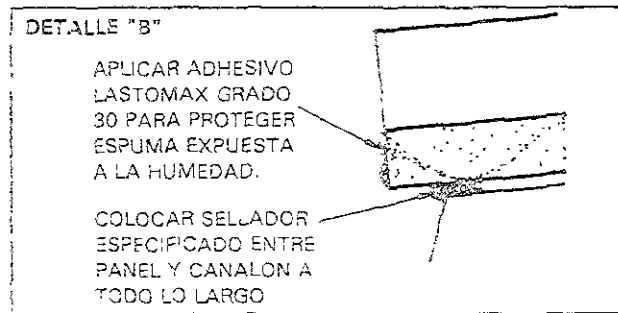 DETALLE "B"
APLICAR ADHESIVO
LASTOMAX GRADO
30 PARA PROTEGER
ESPUMA EXPUESTA
A LA HUMEDAD.
COLOCAR SELLADOR
ESPECIFICADO ENTRE
PANEL Y CANALON A
TODO LO LARGO